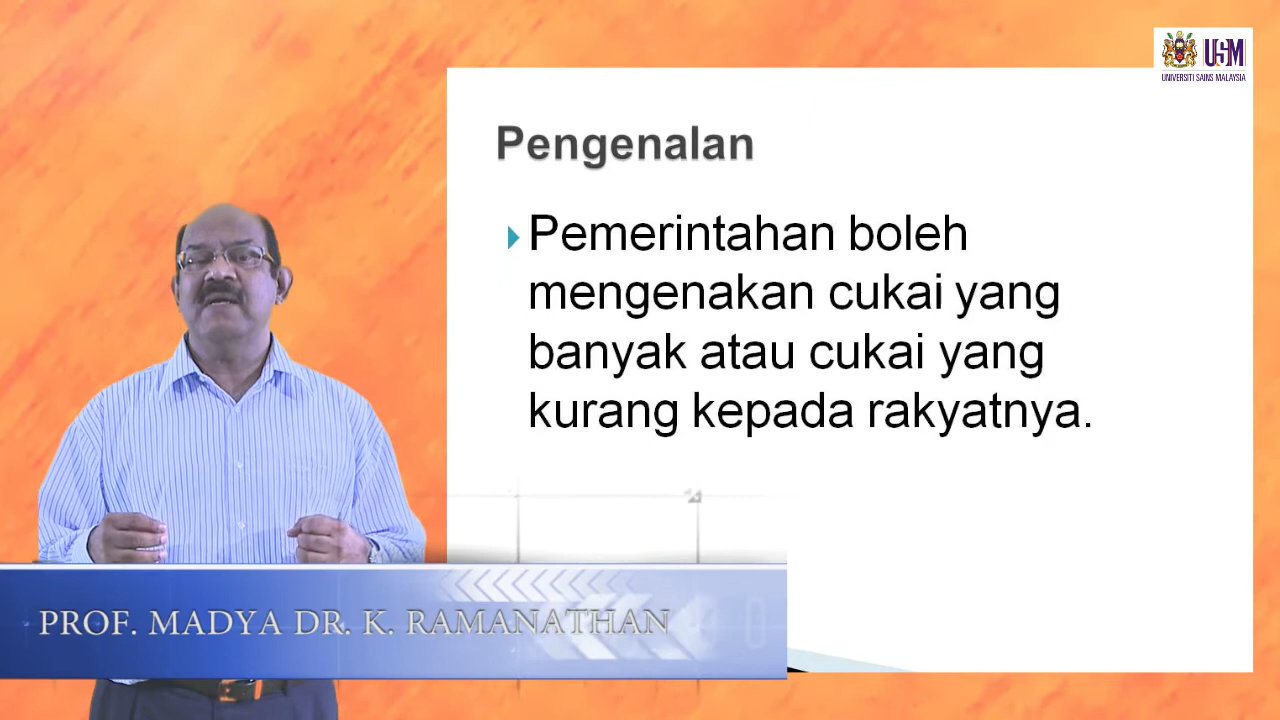 USM
UNIVERSITI SAINS MALAYSIA
Pengenalan
Pemerintahan boleh
mengenakan cukai yang
banyak atau cukai yang
kurang kepada rakyatnya.
PROF. MADYA DR. K. RAMANATHAN